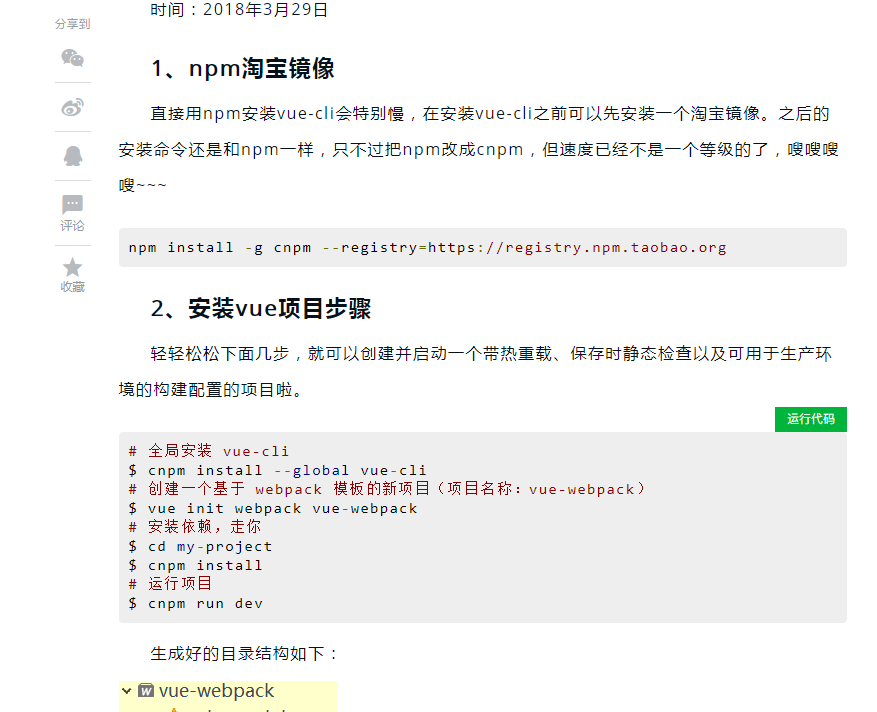 时间：2018年3月29日
分享到
1、npm淘宝镜像
直接用npm安装vue-cli会特别慢，在安装vue-cli之前可以先安装一个淘宝镜像。之后的
安装命令还是和npm一样，只不过把npm改成cnpm，但速度已经不是一个等级的了，嗖嗖嗖
嗖~~~
评论
npm install -g cnpm --registry=https://registry.npm.taobao.org
收藏
2、安装vue项目步骤
轻轻松松下面几步，就可以创建并启动一个带热重载、保存时静态检查以及可用于生产环
境的构建配置的项目啦。
运行代码
# 全局安装 vue-cli
$ cnpm install --global vue-cli
# 创建一个基于 webpack 模板的新项目（项目名称：vue-webpack）
$ vue init webpack vue-webpack
# 安装依赖，走你
$ cd my-project
$ cnpm install
# 运行项目
$ cnpm run dev
生成好的目录结构如下：
vue-webpack